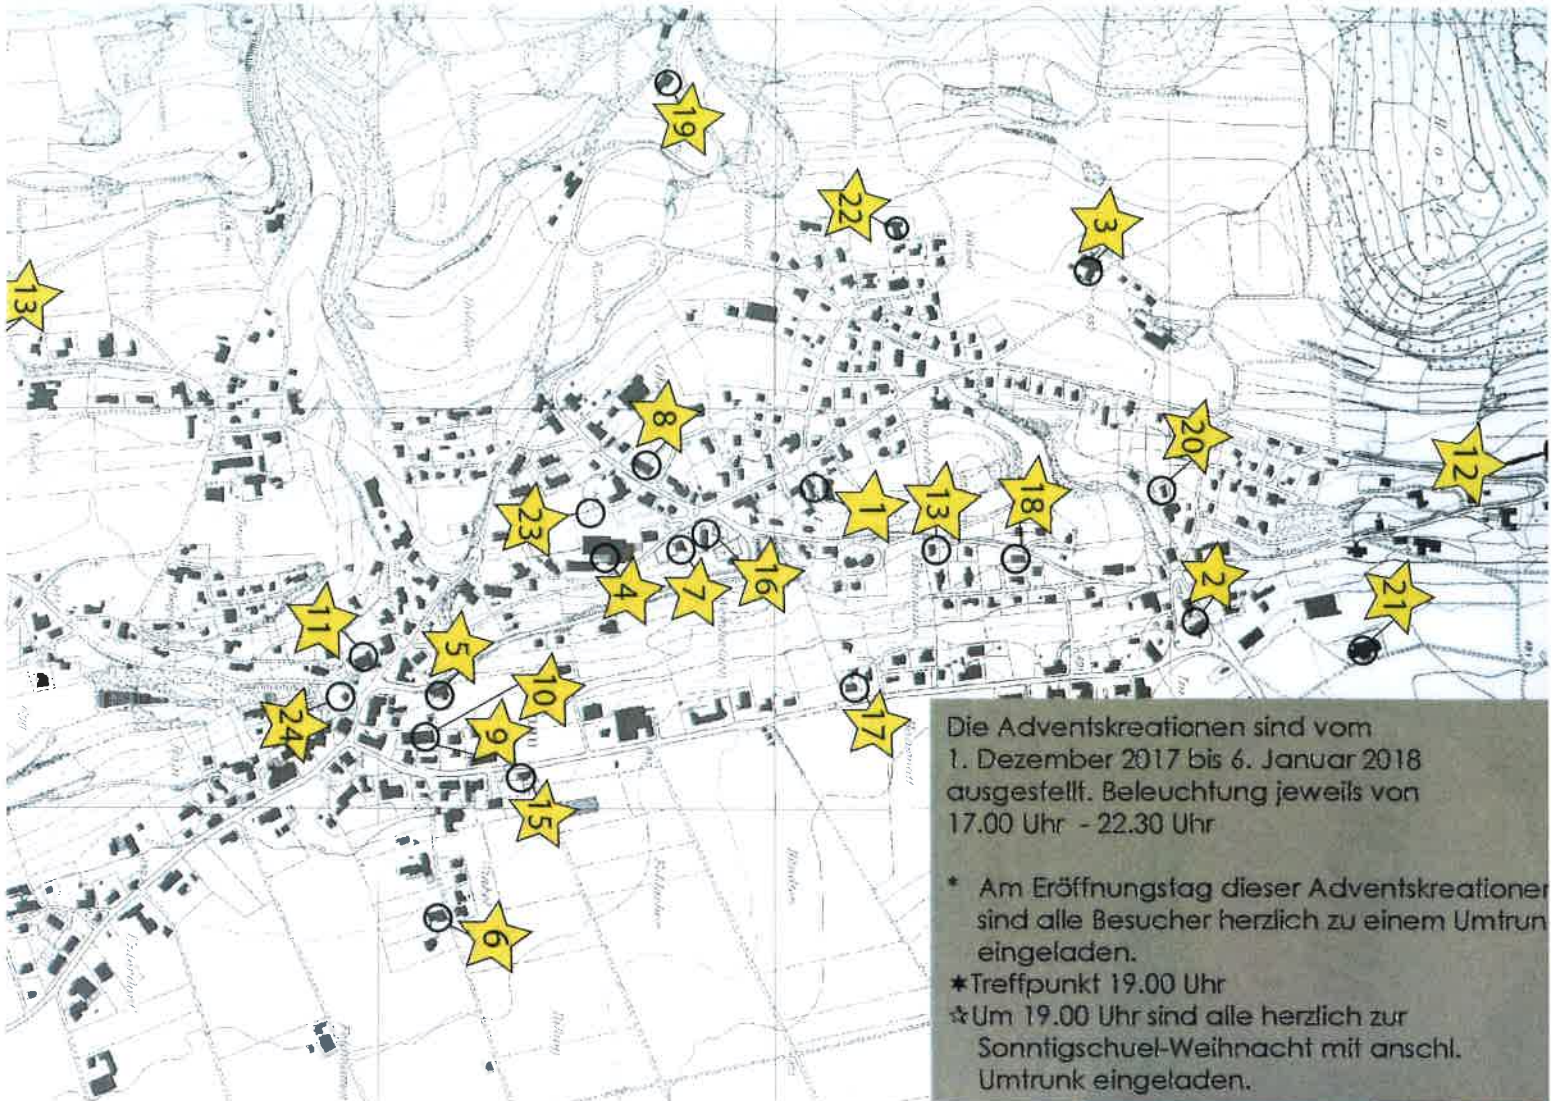 19
22
3
13
8
20
12
23
1
13
18
4
7
16
2
21
11
5
10
24
9
17
15
6
Die Adventskreationen sind vom
1. Dezember 2017 bis 6. Januar 2018
ausgestellt. Beleuchtung jeweils von
17.00 Uhr - 22.30 Uhr
* Am Eröffnungstag dieser Adventskreationen
sind alle Besucher herzlich zu einem Umtrun
eingeladen.
✶Treffpunkt 19.00 Uhr
☆Um 19.00 Uhr sind alle herzlich zur
Sonntigschuel-Weihnacht mit anschl.
Umtrunk eingeladen.